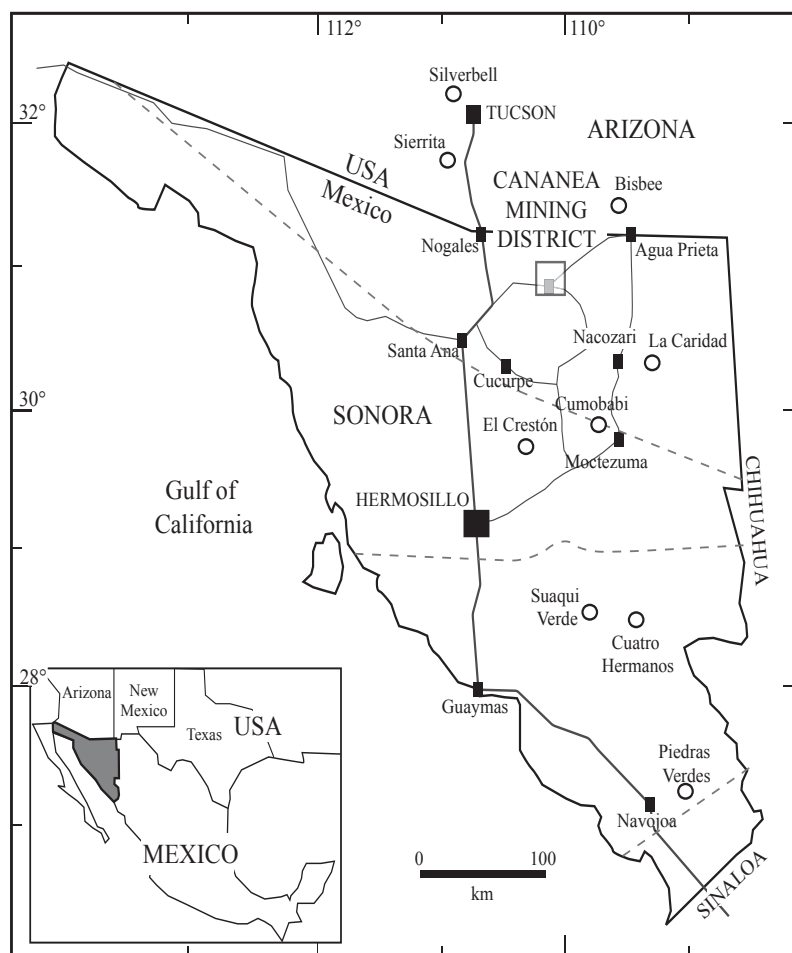 112°
110°
Silverbell
32°
TUCSON
ARIZONA
Sierrita
USA
Mexico
CANANEA
MINING
DISTRICT
Bisbee
Nogales
Agua Prieta
Santa Ana
Nacozari
La Caridad
Cucurpe
30°
SONORA
Cumobabi
El Crestón
Moctezuma
Gulf of
California
HERMOSILLO
CHIHUAHUA
Suaqui
Verde
Cuatro
Hermanos
28°
Guaymas
Arizona
New
Mexico
USA
Texas
MEXICO
Piedras
Verdes
Navojoa
0
100
km
SINALOA